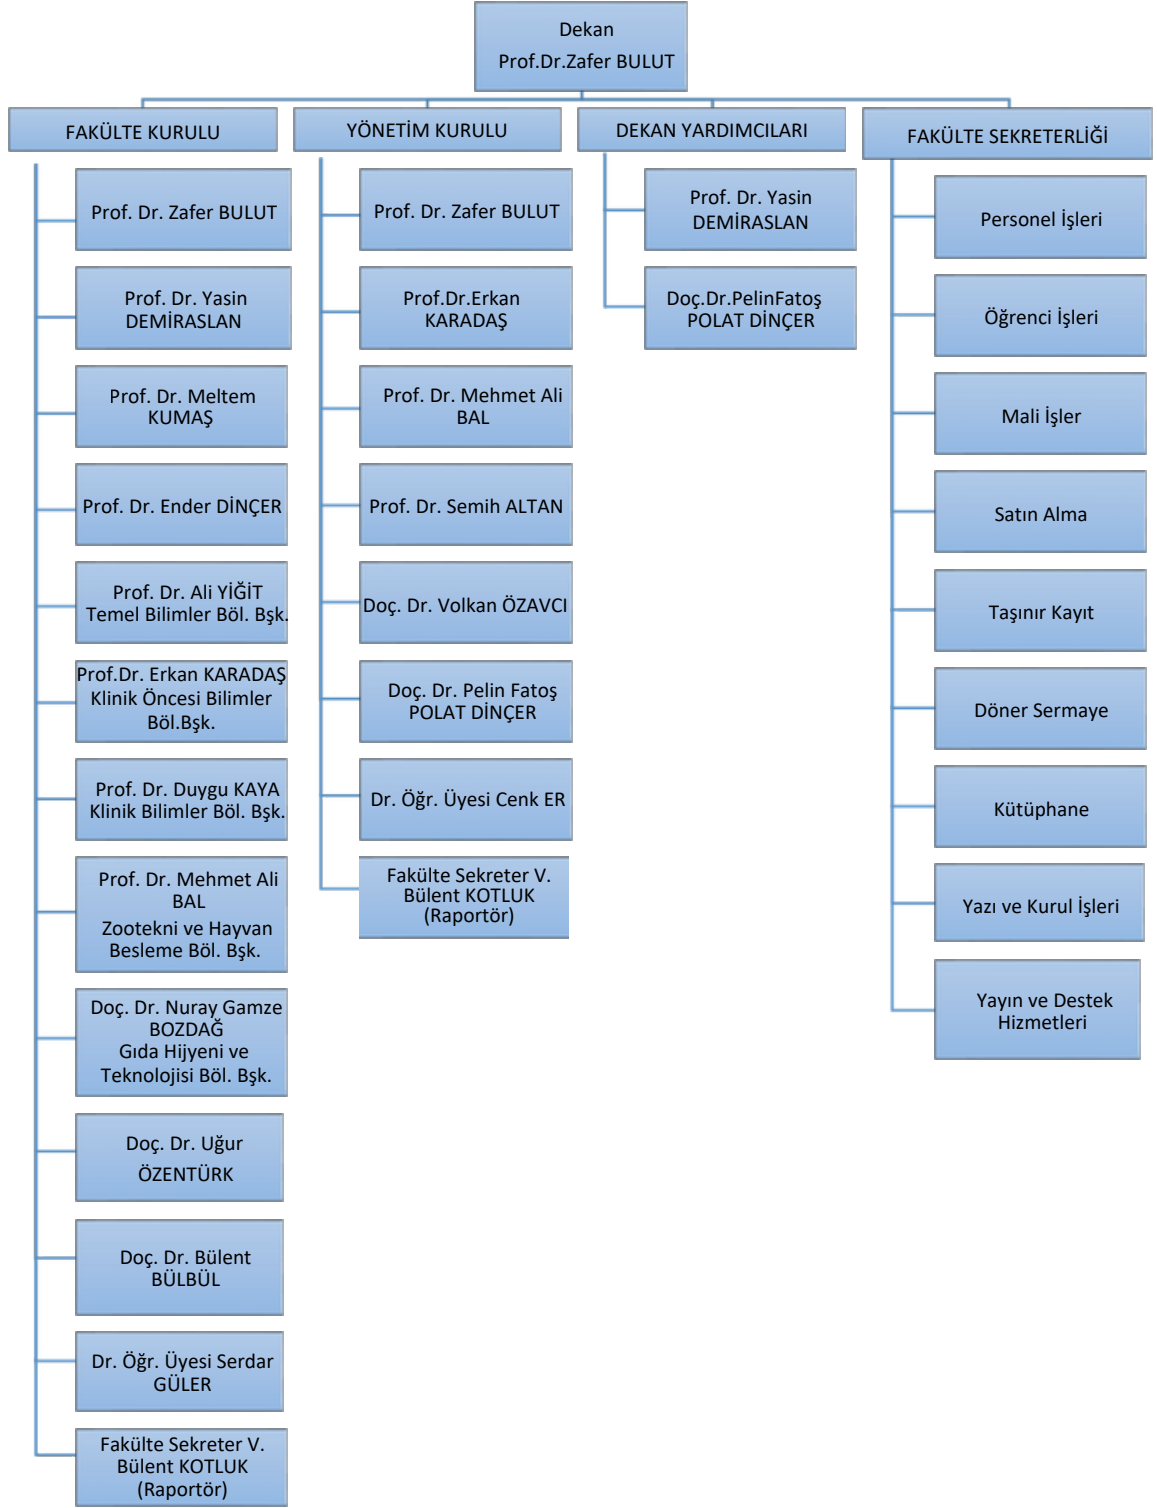 Dekan
Prof.Dr.Zafer BULUT
FAKÜLTE KURULU
Prof. Dr. Zafer BULUT
Prof. Dr. Yasin
DEMİRASLAN
Prof. Dr. Meltem
KUMAŞ
Prof. Dr. Ender DİNÇER
Prof. Dr. Ali YİĞİT
Temel Bilimler Böl. Bşk.
Prof.Dr. Erkan KARADAŞ
Klinik Öncesi Bilimler
Böl.Bşk.
Prof. Dr. Duygu KAYA
Klinik Bilimler Böl. Bşk.
Prof. Dr. Mehmet Ali
BAL
Zootekni ve Hayvan
Besleme Böl. Bşk.
Doç. Dr. Nuray Gamze
BOZDAĞ
Gıda Hijyeni ve
Teknolojisi Böl. Bşk.
Doç. Dr. Uğur
ÖZENTÜRK
Doç. Dr. Bülent
BÜLBÜL
Dr. Öğr. Üyesi Serdar
GÜLER
Fakülte Sekreter V.
Bülent KOTLUK
(Raportör)
YÖNETİM KURULU
Prof. Dr. Zafer BULUT
Prof.Dr.Erkan
KARADAŞ
Prof. Dr. Mehmet Ali
BAL
Prof. Dr. Semih ALTAN
Doç. Dr. Volkan ÖZAVCI
Doç. Dr. Pelin Fatoş
POLAT DİNÇER
Dr. Öğr. Üyesi Cenk ER
Fakülte Sekreter V.
Bülent KOTLUK
(Raportör)
DEKAN YARDIMCILARI
Prof. Dr. Yasin
DEMİRASLAN
Doç.Dr.PelinFatoş
POLAT DİNÇER
FAKÜLTE SEKRETERLİĞİ
Personel İşleri
Öğrenci İşleri
Mali İşler
Satın Alma
Taşınır Kayıt
Döner Sermaye
Kütüphane
Yazı ve Kurul İşleri
Yayın ve Destek
Hizmetleri